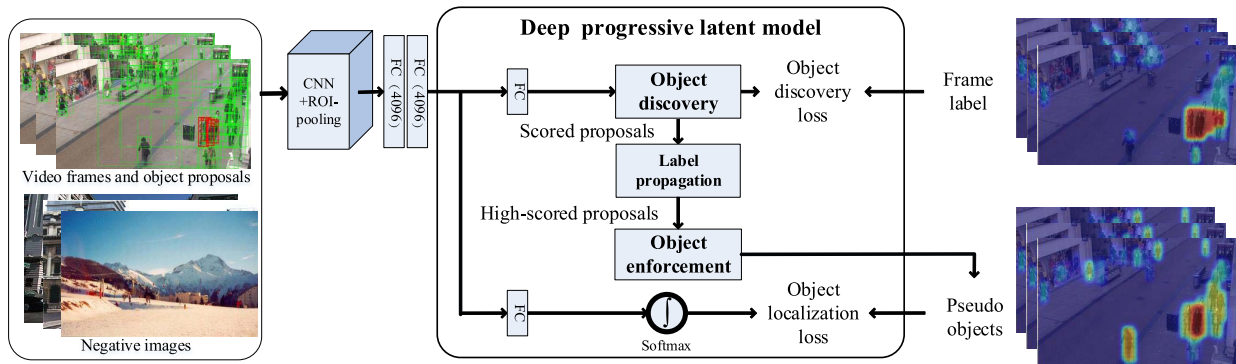 Deep progressive latent model
Video frames and object proposals
Negative images
CNN
+ROI-
pooling
FC (4096)
FC (4096)
FC
Object
discovery
Object
discovery
loss
Frame
label
Scored proposals
Label
propagation
High-scored proposals
Object
enforcement
FC
∫
Softmax
Object
localization
loss
Pseudo
objects